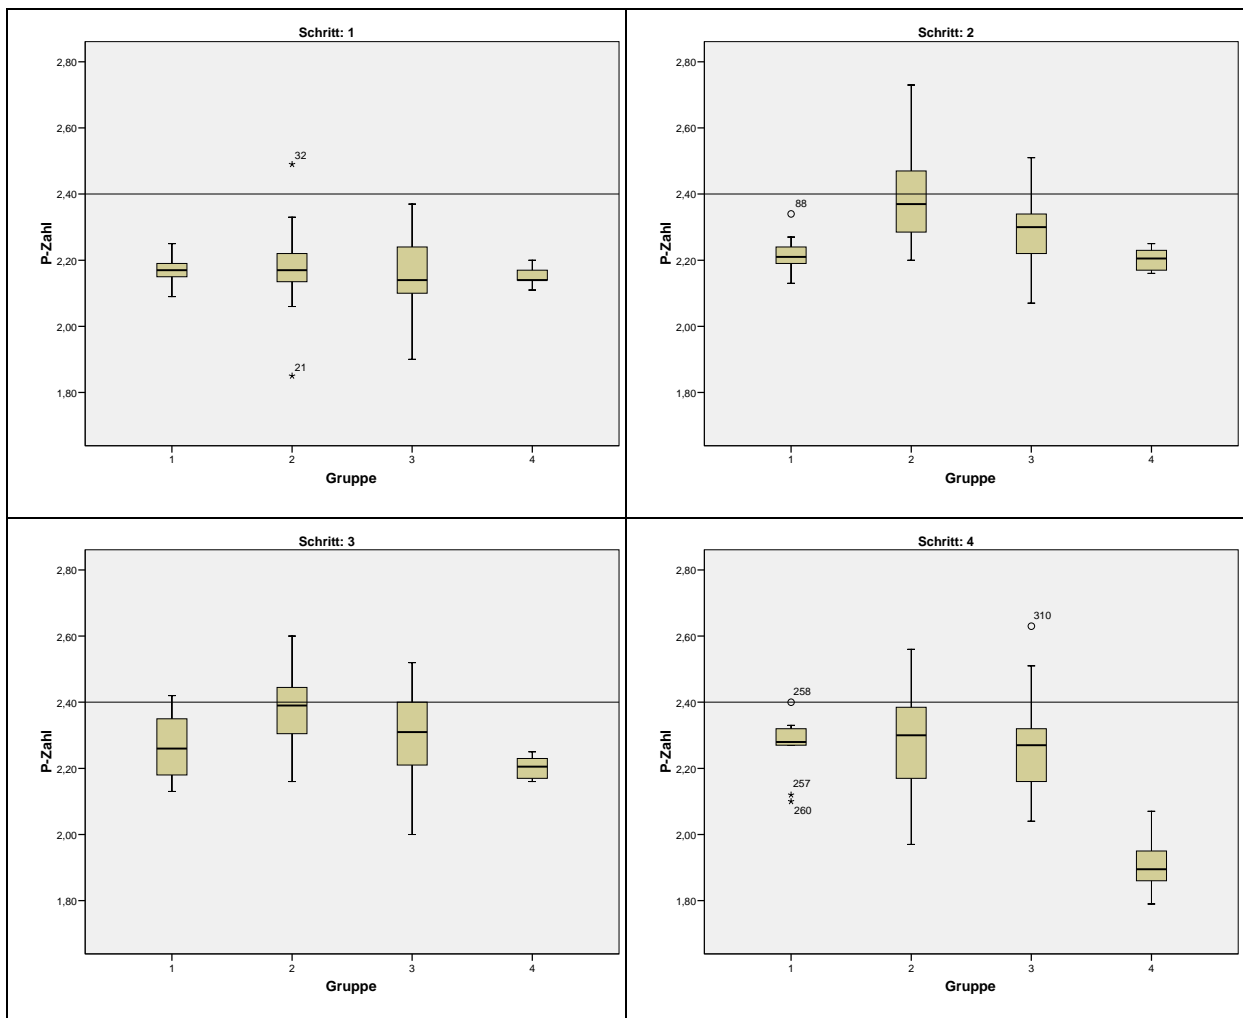 Schritt: 1
P-Zahl
2,80
2,60
2,40
2,20
2,00
1,80
32
21
1 2 3 4
Gruppe
Schritt: 2
P-Zahl
2,80
2,60
2,40
2,20
2,00
1,80
88
1 2 3 4
Gruppe
Schritt: 3
P-Zahl
2,80
2,60
2,40
2,20
2,00
1,80
1 2 3 4
Gruppe
Schritt: 4
P-Zahl
2,80
2,60
2,40
2,20
2,00
1,80
310
258
257
260
1 2 3 4
Gruppe